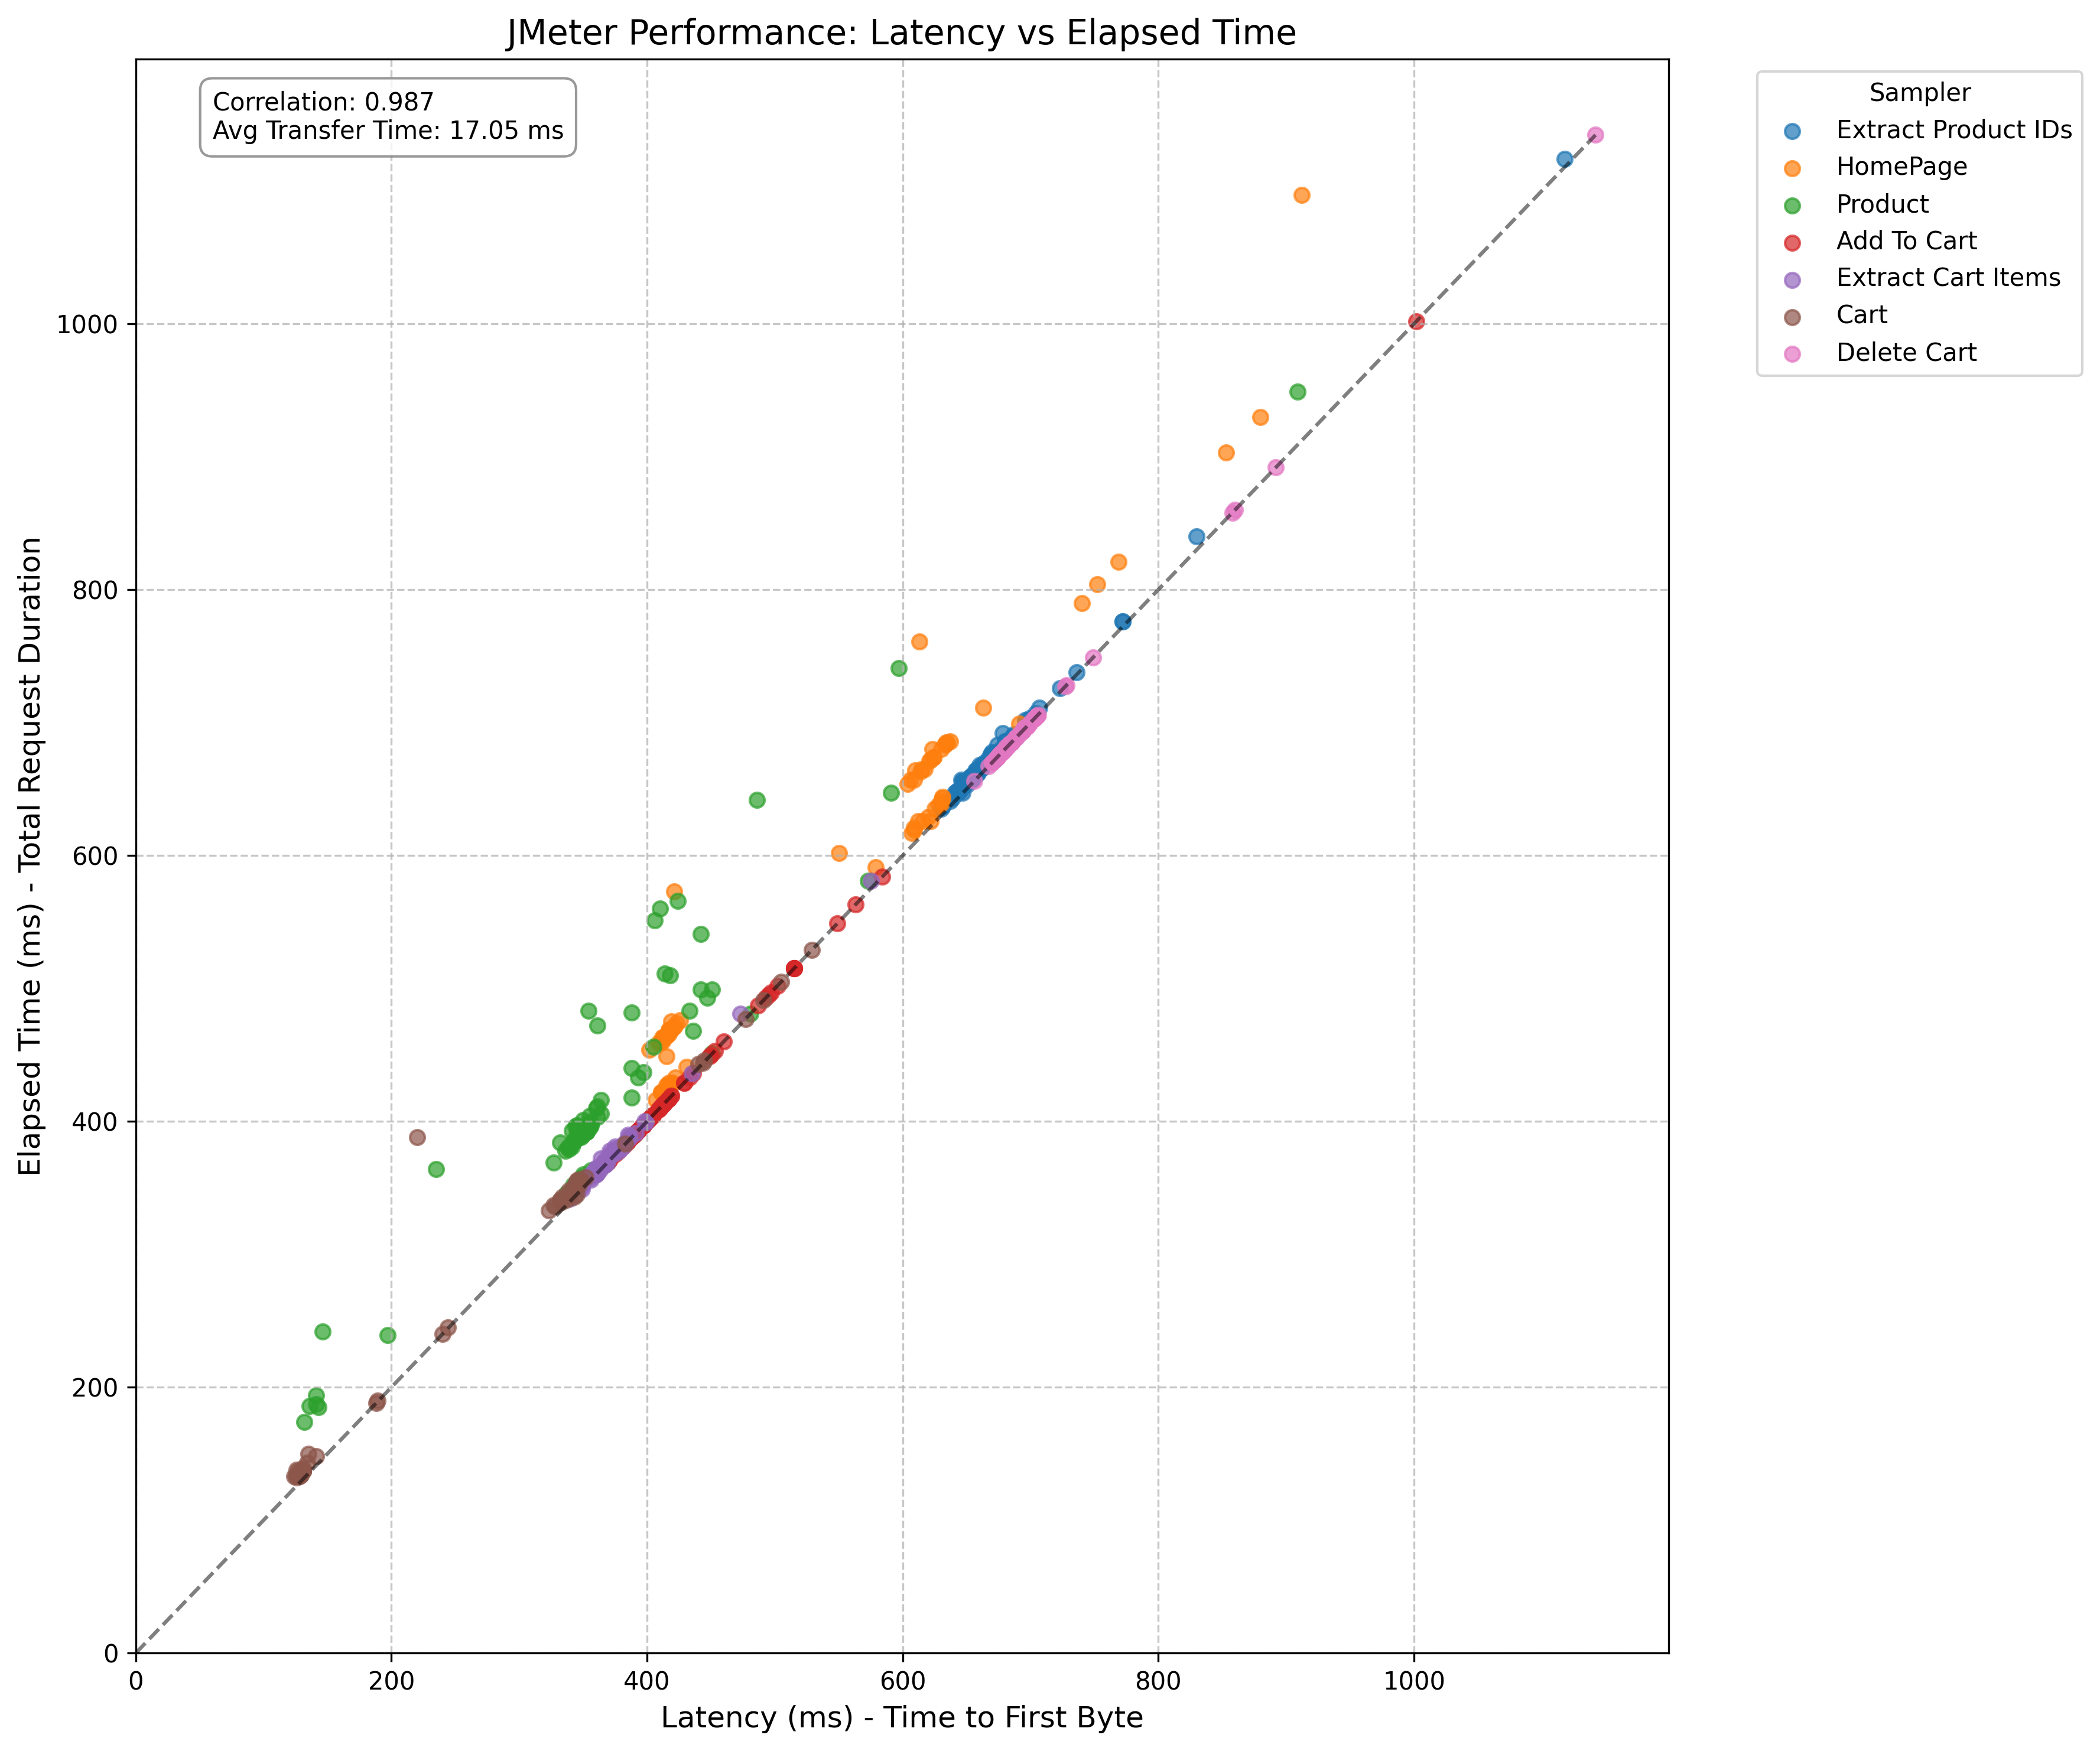 JMeter Performance: Latency vs Elapsed Time
Correlation: 0.987
Avg Transfer Time: 17.05 ms
Sampler
Extract Product IDs
HomePage
Product
Add To Cart
Extract Cart Items
Cart
Delete Cart
Elapsed Time (ms) - Total Request Duration
1000
800
600
400
200
0
0 200 400 600 800 1000
Latency (ms) - Time to First Byte